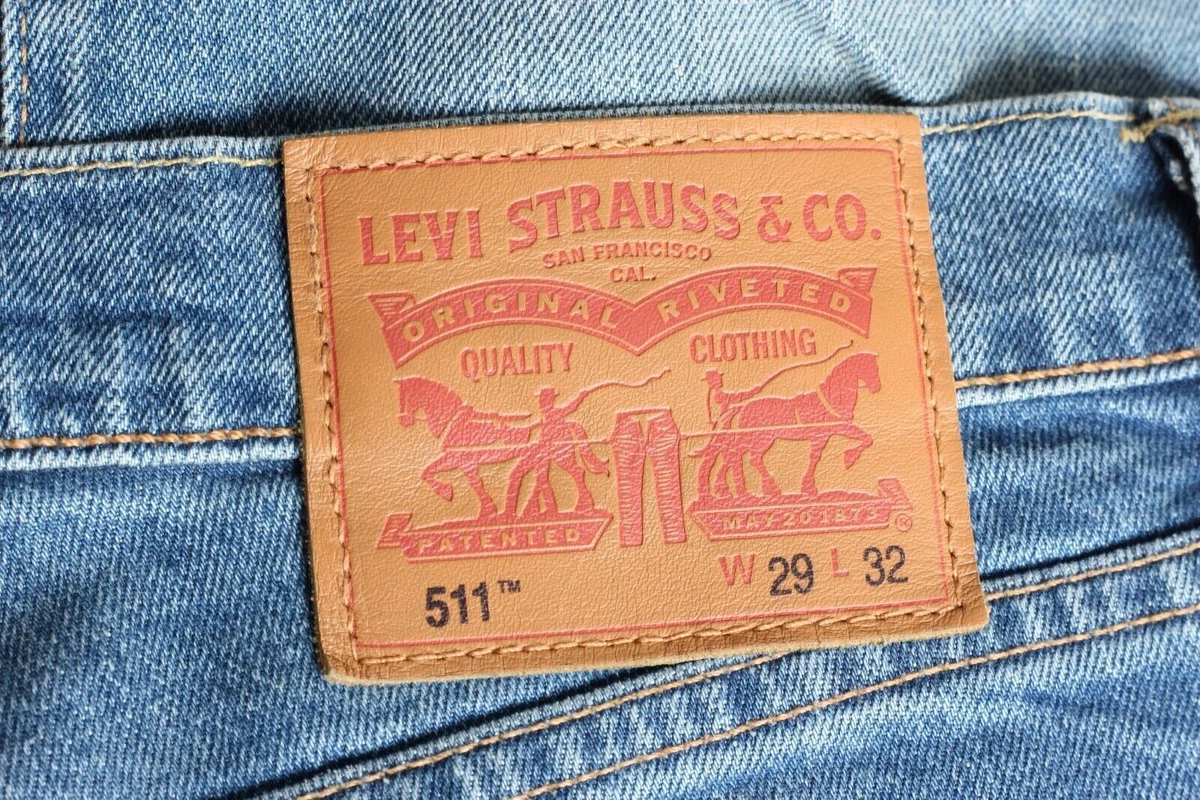 LEVI STRAUSS & CO.
SAN FRANCISCO
CAL.
ORIGINAL RIVETED
QUALITY CLOTHING
PATENTED MAY 20 1873 ®
511™ W 29 L 32